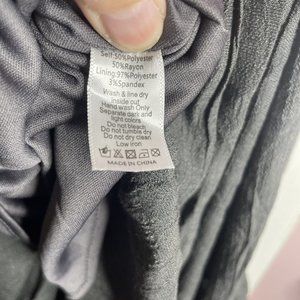 Self:50%Polyester
50%Rayon
Lining:97%Polyester
3%Spandex
Wash & line dry
inside out
Hand wash Only
Separate dark and
light colors
Do not bleach
Do not tumble dry
Do not dry clean
Low iron
MADE IN CHINA